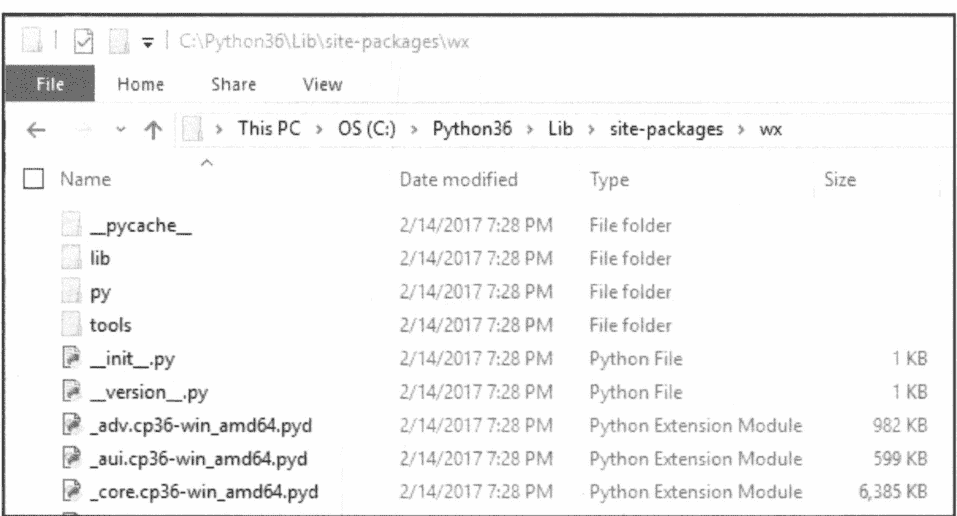 C:\Python36\Lib\site-packages\wx
File Home Share View
This PC > OS (C:) > Python36 > Lib > site-packages > wx
Name Date modified Type Size
__pycache__ 2/14/2017 7:28 PM File folder
lib 2/14/2017 7:28 PM File folder
py 2/14/2017 7:28 PM File folder
tools 2/14/2017 7:28 PM File folder
__init__.py 2/14/2017 7:28 PM Python File 1 KB
__version__.py 2/14/2017 7:28 PM Python File 1 KB
_adv.cp36-win_amd64.pyd 2/14/2017 7:28 PM Python Extension Module 982 KB
_aui.cp36-win_amd64.pyd 2/14/2017 7:28 PM Python Extension Module 599 KB
_core.cp36-win_amd64.pyd 2/14/2017 7:28 PM Python Extension Module 6,385 KB